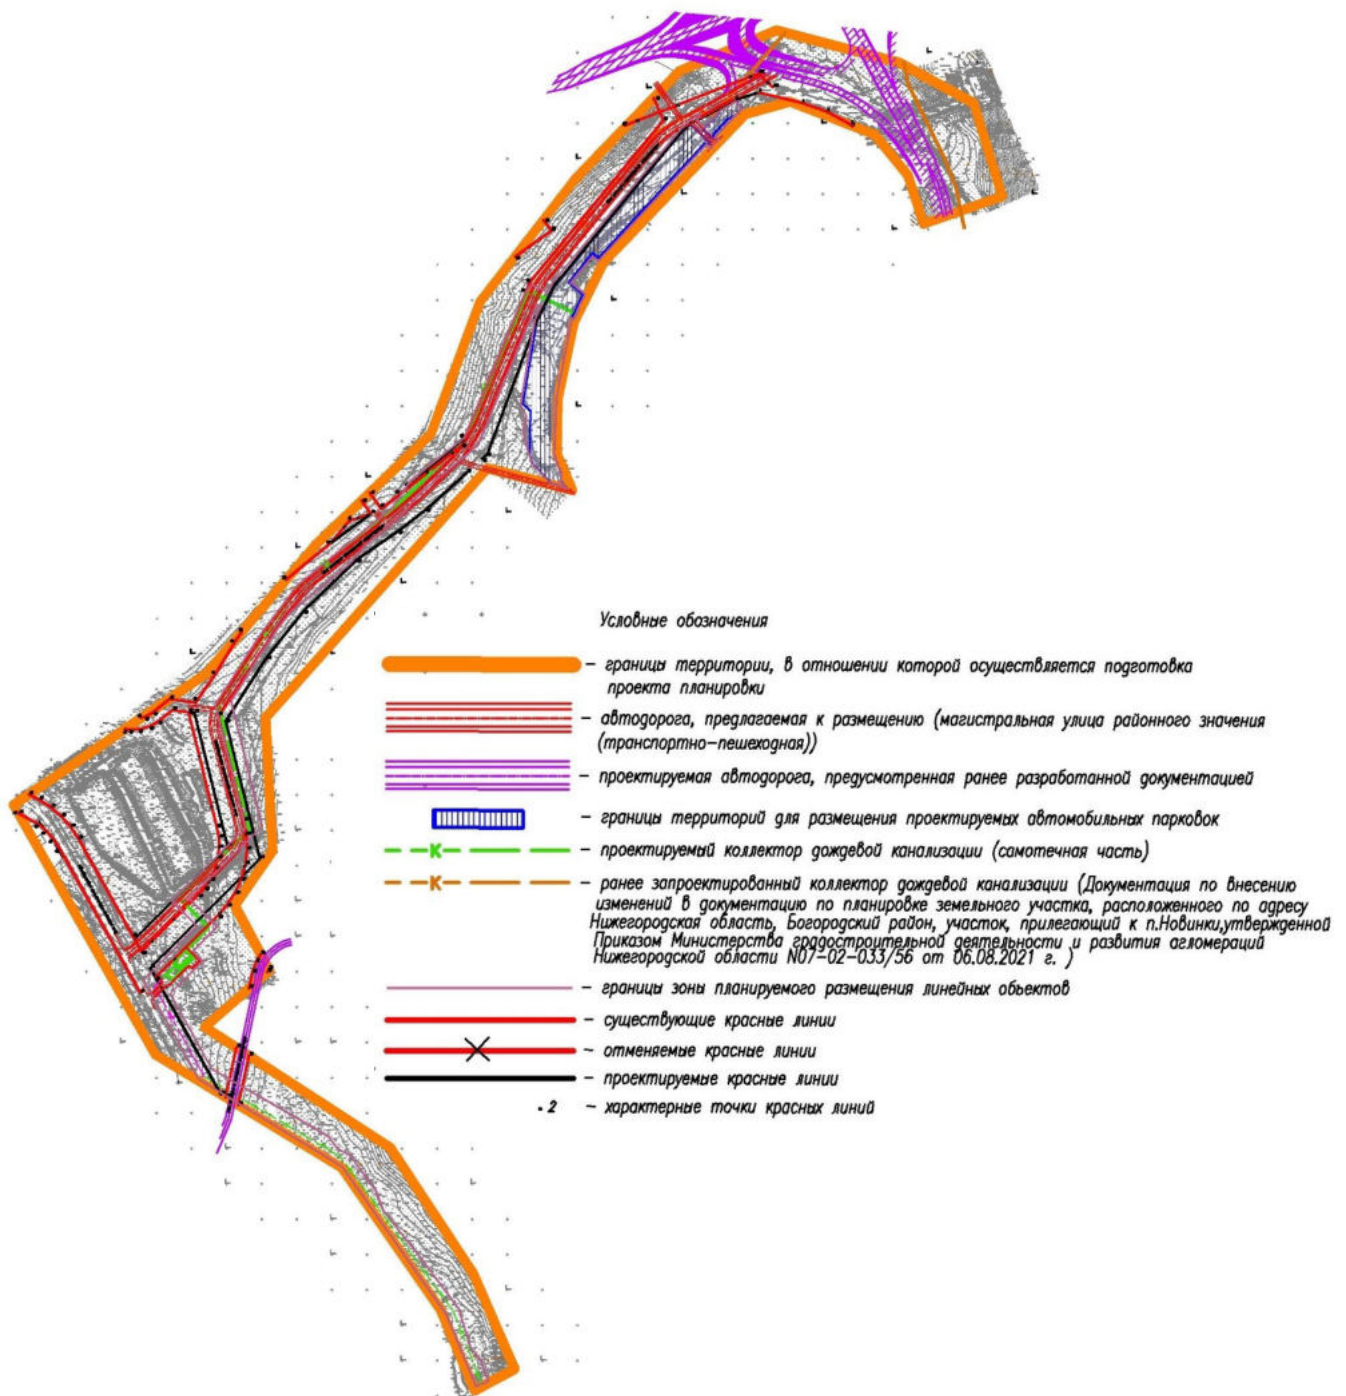 Условные обозначения
– границы территории, в отношении которой осуществляется подготовка
проекта планировки
– автодорога, предлагаемая к размещению (магистральная улица районного значения
(транспортно-пешеходная))
– проектируемая автодорога, предусмотренная ранее разработанной документацией
– границы территорий для размещения проектируемых автомобильных парковок
К – проектируемый коллектор дождевой канализации (самотечная часть)
К – ранее запроектированный коллектор дождевой канализации (Документация по внесению
изменений в документацию по планировке земельного участка, расположенного по адресу
Нижегородская область, Богородский район, участок, прилегающий к п.Новинки,утвержденной
Приказом Министерства градостроительной деятельности и развития агломераций
Нижегородской области N07-02-033/56 от 06.08.2021 г. )
– границы зоны планируемого размещения линейных обьектов
– существующие красные линии
– отменяемые красные линии
– проектируемые красные линии
· 2 – характерные точки красных линий